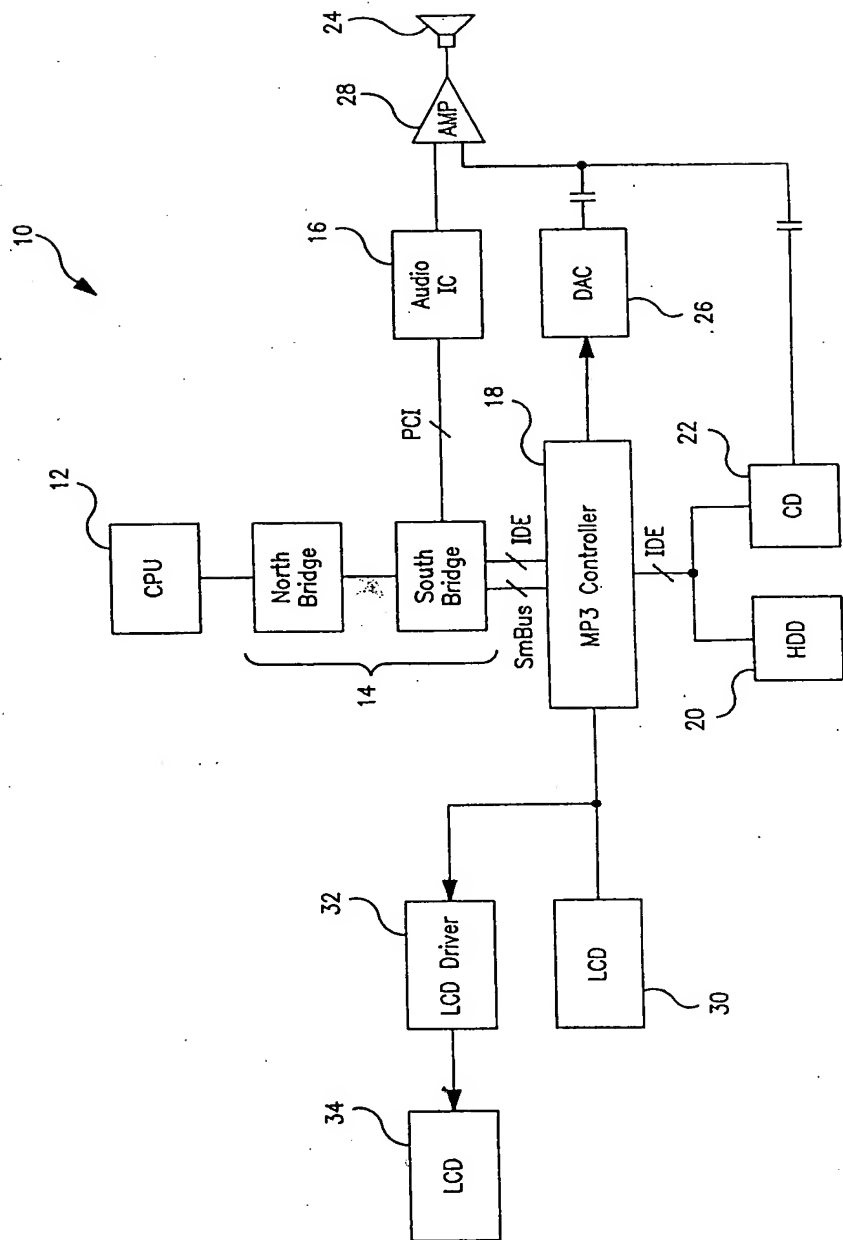 10
12
CPU
North
Bridge
14
South
Bridge
PCI
16
Audio
IC
28
AMP
24
SmBus
IDE
18
MP3 Controller
DAC
26
IDE
20
HDD
22
CD
32
LCD Driver
34
LCD
LCD
30